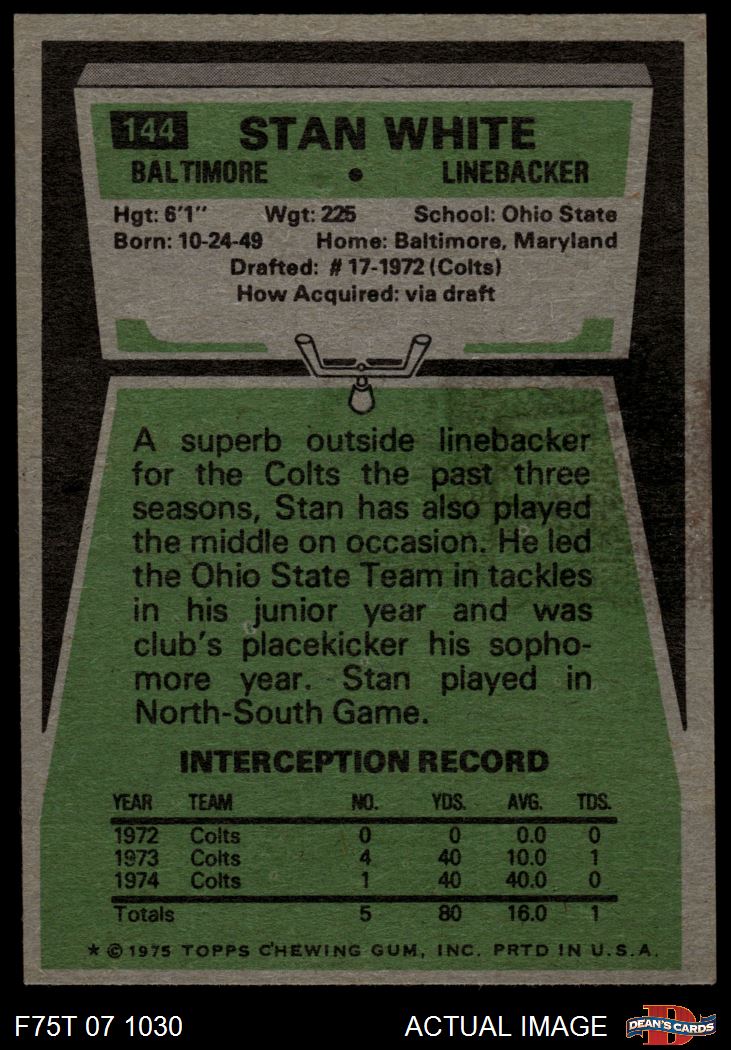 144 STAN WHITE
BALTIMORE • LINEBACKER
Hgt: 6'1" Wgt: 225 School: Ohio State
Born: 10-24-49 Home: Baltimore, Maryland
Drafted: # 17-1972 (Colts)
How Acquired: via draft
A superb outside linebacker
for the Colts the past three
seasons, Stan has also played
the middle on occasion. He led
the Ohio State Team in tackles
in his junior year and was
club's placekicker his sopho-
more year. Stan played in
North-South Game.
INTERCEPTION RECORD
YEAR TEAM NO. YDS. AVG. TDS.
1972 Colts 0 0 0.0 0
1973 Colts 4 40 10.0 1
1974 Colts 1 40 40.0 0
Totals 5 80 16.0 1
* © 1975 TOPPS CHEWING GUM, INC. PRTD IN U.S.A.
F75T 07 1030 ACTUAL IMAGE D DEAN'S CARDS